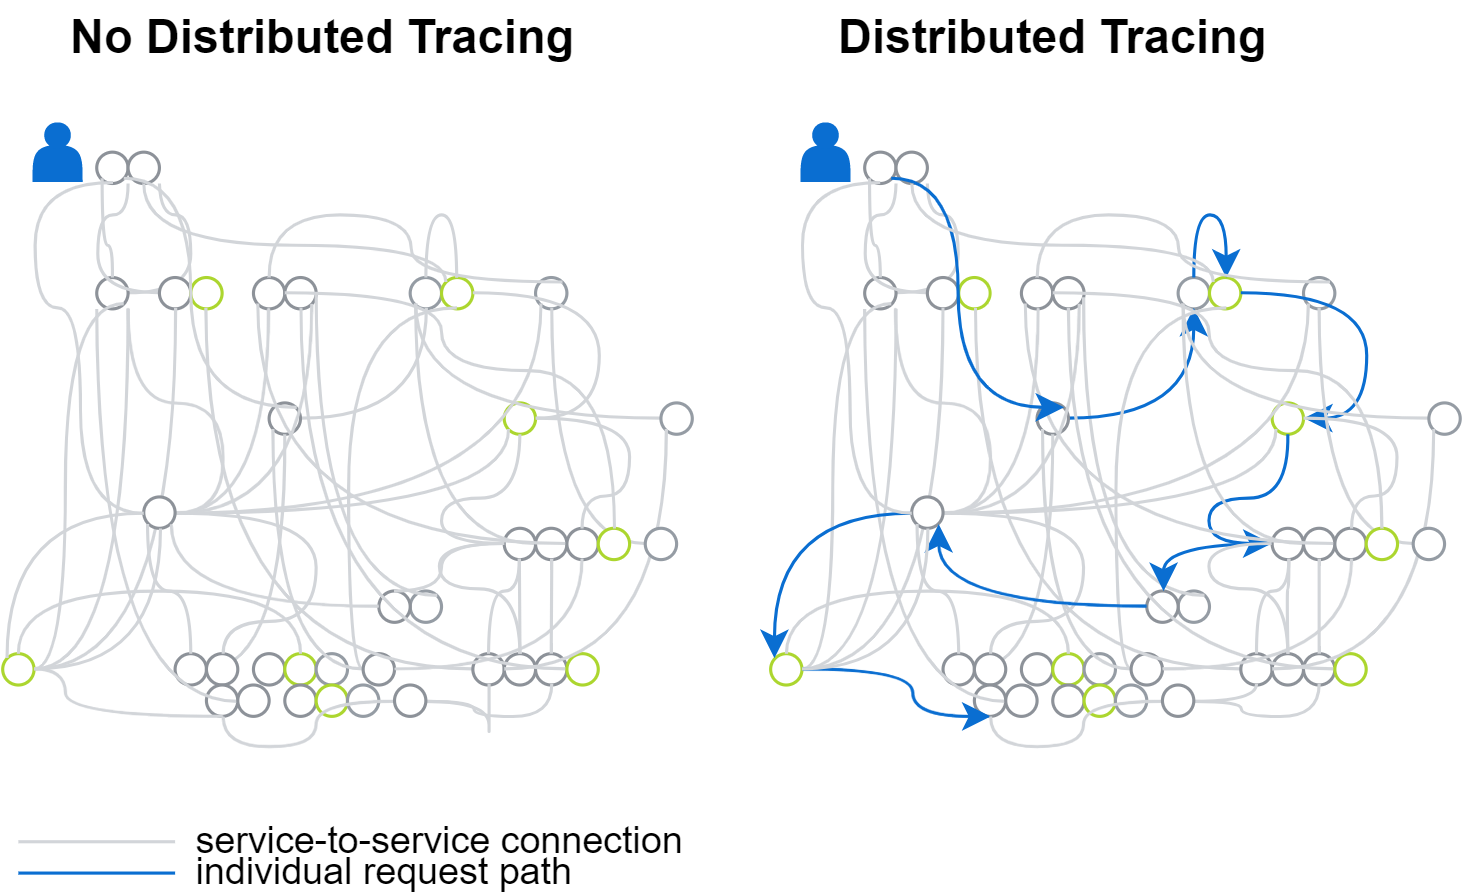 No Distributed Tracing
Distributed Tracing
service-to-service connection
individual request path